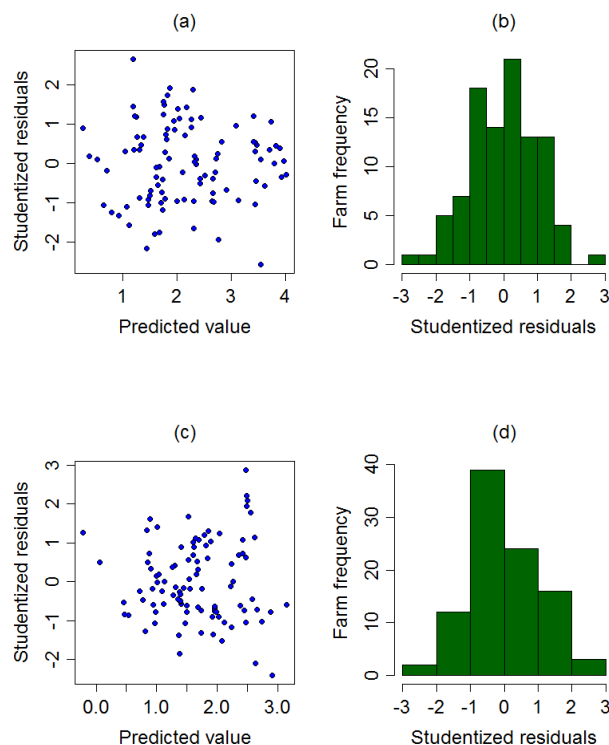 (a)
Studentized residuals
2
1
0
-1
-2
1 2 3 4
Predicted value
(b)
Farm frequency
20
15
10
5
0
-3 -2 -1 0 1 2 3
Studentized residuals
(c)
Studentized residuals
3
2
1
0
-1
-2
0.0 1.0 2.0 3.0
Predicted value
(d)
Farm frequency
40
30
20
10
0
-3 -2 -1 0 1 2 3
Studentized residuals